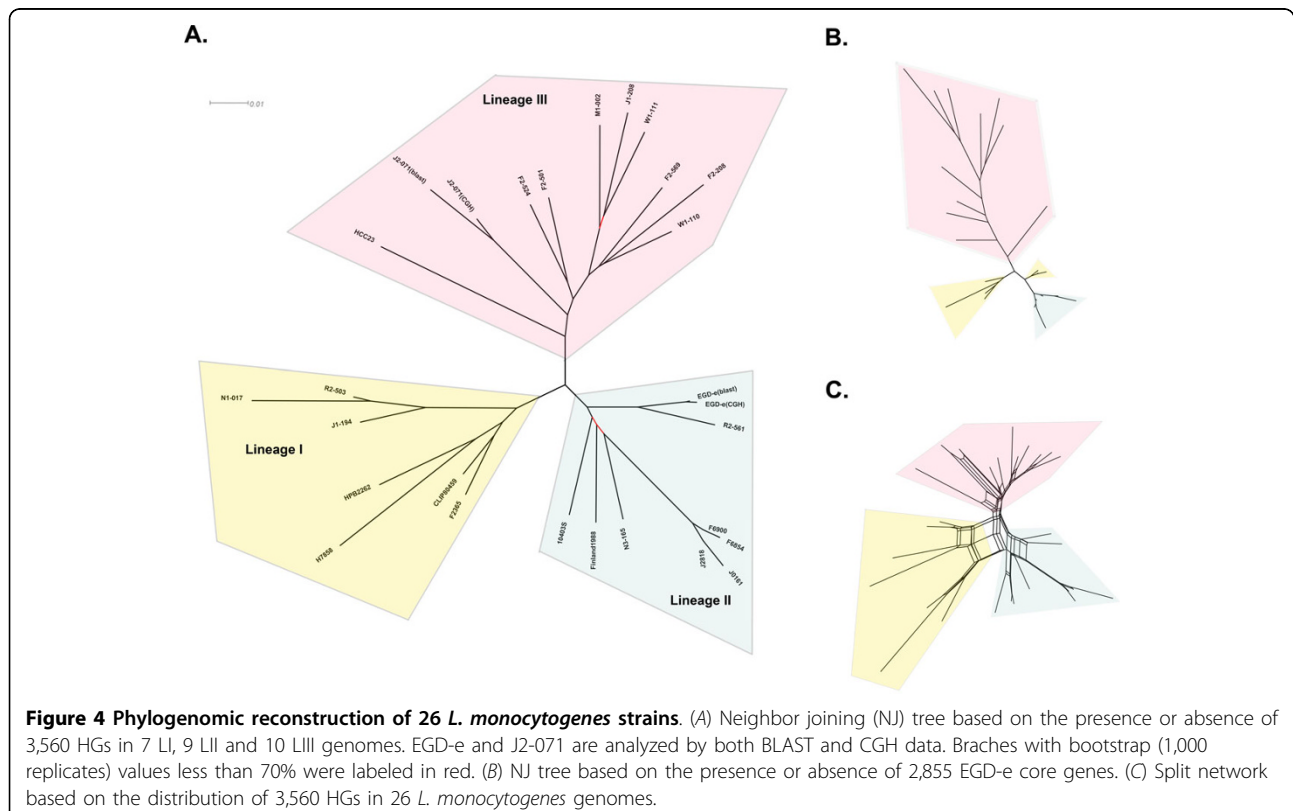 A.
B.
0.01
Lineage III
M1-002
J1-208
W1-111
J2-071(blast)
J2-071(CGH)
F2-524
F2-501
F2-569
F2-208
W1-110
HCC23
N1-017
R2-503
J1-194
Lineage I
HPB2262
CLIP80459
F2365
H7858
EGD-e(blast)
EGD-e(CGH)
R2-561
10403S
Finland1988
N3-165
F6900
F6854
J2818
J0161
Lineage II
C.
Figure 4 Phylogenomic reconstruction of 26 L. monocytogenes strains. (A) Neighbor joining (NJ) tree based on the presence or absence of
3,560 HGs in 7 LI, 9 LII and 10 LIII genomes. EGD-e and J2-071 are analyzed by both BLAST and CGH data. Braches with bootstrap (1,000
replicates) values less than 70% were labeled in red. (B) NJ tree based on the presence or absence of 2,855 EGD-e core genes. (C) Split network
based on the distribution of 3,560 HGs in 26 L. monocytogenes genomes.